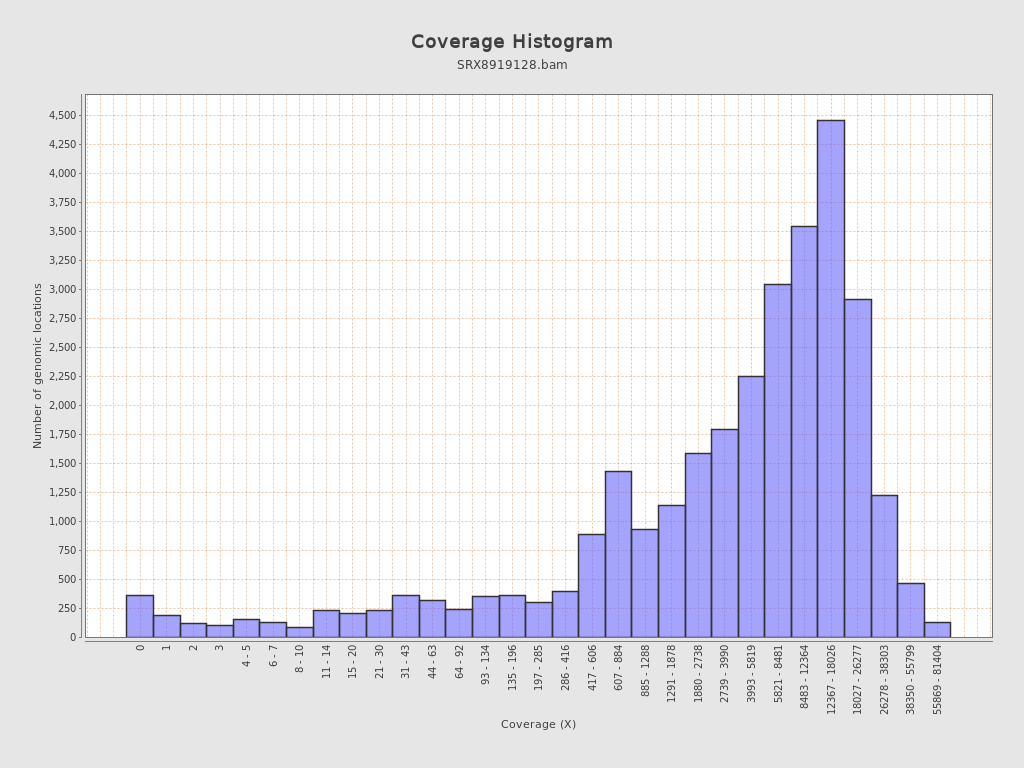 Coverage Histogram
SRX8919128.bam
Number of genomic locations
4,500
4,250
4,000
3,750
3,500
3,250
3,000
2,750
2,500
2,250
2,000
1,750
1,500
1,250
1,000
750
500
250
0
0
1
2
3
4 - 5
6 - 7
8 - 10
11 - 14
15 - 20
21 - 30
31 - 43
44 - 63
64 - 92
93 - 134
135 - 196
197 - 285
286 - 416
417 - 606
607 - 884
885 - 1288
1291 - 1878
1880 - 2738
2739 - 3990
3993 - 5819
5821 - 8481
8483 - 12364
12367 - 18026
18027 - 26277
26278 - 38303
38350 - 55799
55869 - 81404
Coverage (X)